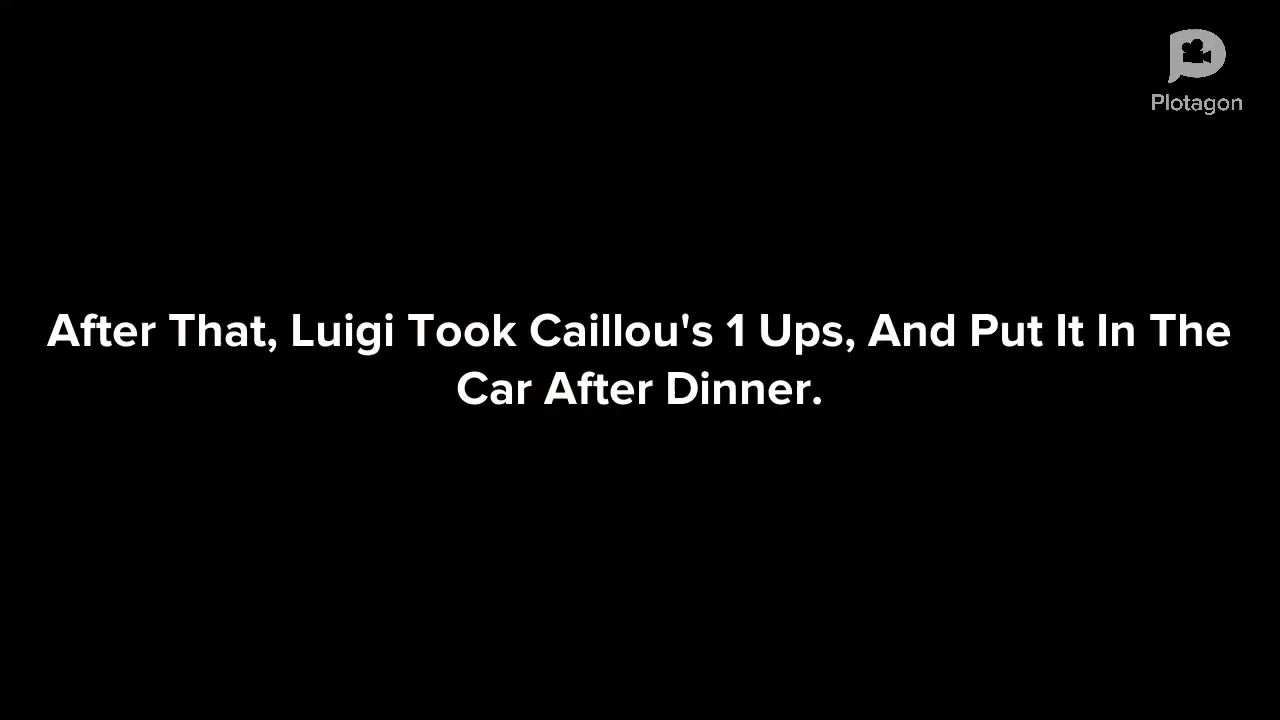 Plotagon
After That, Luigi Took Caillou's 1 Ups, And Put It In The
Car After Dinner.